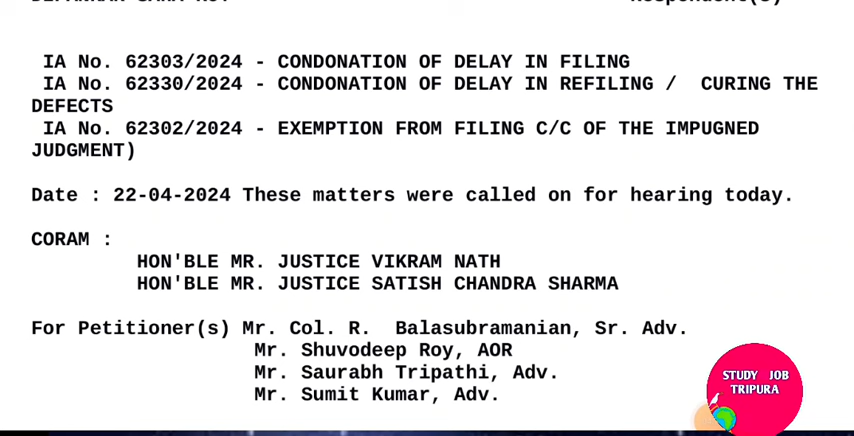 IA No. 62303/2024 - CONDONATION OF DELAY IN FILING
IA No. 62330/2024 - CONDONATION OF DELAY IN REFILING / CURING THE
DEFECTS
IA No. 62302/2024 - EXEMPTION FROM FILING C/C OF THE IMPUGNED
JUDGMENT)
Date : 22-04-2024 These matters were called on for hearing today.
CORAM :
HON'BLE MR. JUSTICE VIKRAM NATH
HON'BLE MR. JUSTICE SATISH CHANDRA SHARMA
For Petitioner(s) Mr. Col. R. Balasubramanian, Sr. Adv.
Mr. Shuvodeep Roy, AOR
Mr. Saurabh Tripathi, Adv.
Mr. Sumit Kumar, Adv.
STUDY JOB
TRIPURA